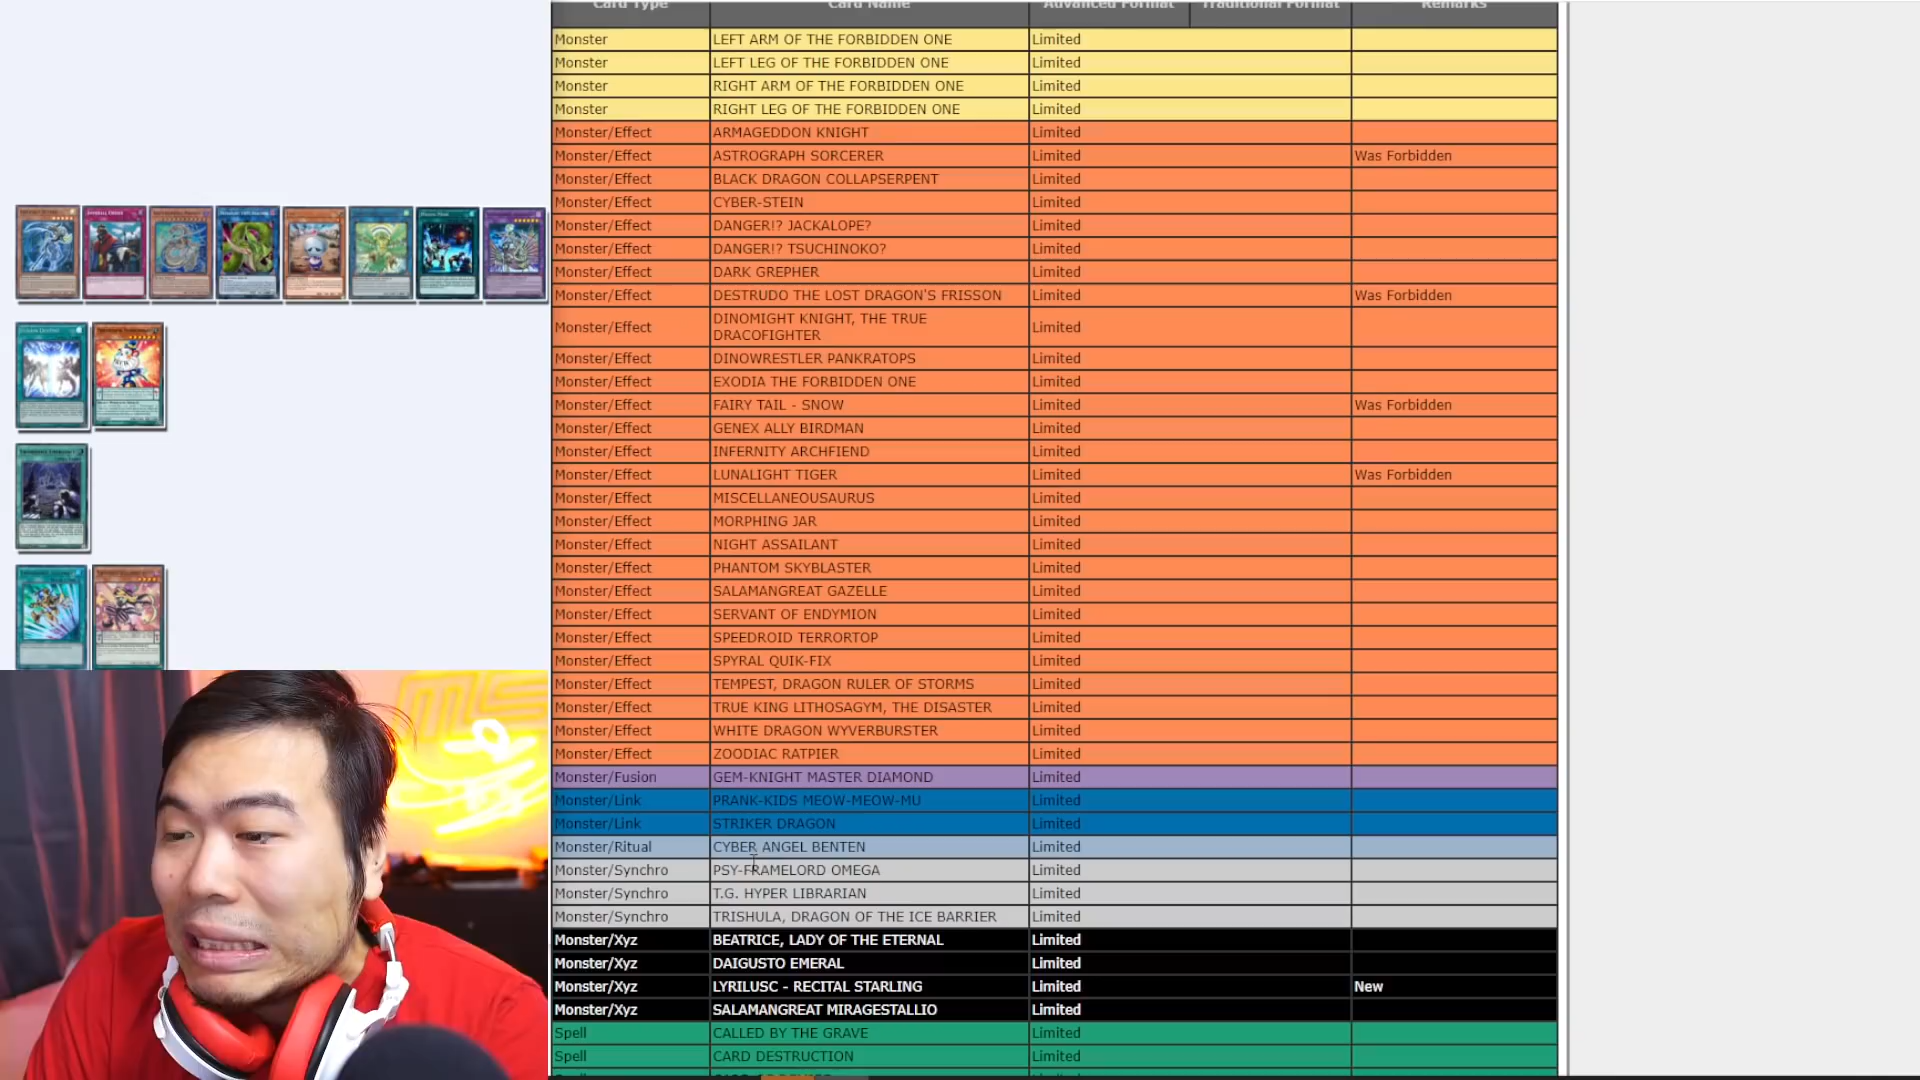 Card Type Card Name Advanced Format Traditional Format Remarks
Monster LEFT ARM OF THE FORBIDDEN ONE Limited
Monster LEFT LEG OF THE FORBIDDEN ONE Limited
Monster RIGHT ARM OF THE FORBIDDEN ONE Limited
Monster RIGHT LEG OF THE FORBIDDEN ONE Limited
Monster/Effect ARMAGEDDON KNIGHT Limited
Monster/Effect ASTROGRAPH SORCERER Limited Was Forbidden
Monster/Effect BLACK DRAGON COLLAPSERPENT Limited
Monster/Effect CYBER-STEIN Limited
Monster/Effect DANGER!? JACKALOPE? Limited
Monster/Effect DANGER!? TSUCHINOKO? Limited
Monster/Effect DARK GREPHER Limited
Monster/Effect DESTRUDO THE LOST DRAGON'S FRISSON Limited Was Forbidden
Monster/Effect DINOMIGHT KNIGHT, THE TRUE
DRACOFIGHTER Limited
Monster/Effect DINOWRESTLER PANKRATOPS Limited
Monster/Effect EXODIA THE FORBIDDEN ONE Limited
Monster/Effect FAIRY TAIL - SNOW Limited Was Forbidden
Monster/Effect GENEX ALLY BIRDMAN Limited
Monster/Effect INFERNITY ARCHFIEND Limited
Monster/Effect LUNALIGHT TIGER Limited Was Forbidden
Monster/Effect MISCELLANEOUSAURUS Limited
Monster/Effect MORPHING JAR Limited
Monster/Effect NIGHT ASSAILANT Limited
Monster/Effect PHANTOM SKYBLASTER Limited
Monster/Effect SALAMANGREAT GAZELLE Limited
Monster/Effect SERVANT OF ENDYMION Limited
Monster/Effect SPEEDROID TERRORTOP Limited
Monster/Effect SPYRAL QUIK-FIX Limited
Monster/Effect TEMPEST, DRAGON RULER OF STORMS Limited
Monster/Effect TRUE KING LITHOSAGYM, THE DISASTER Limited
Monster/Effect WHITE DRAGON WYVERBURSTER Limited
Monster/Effect ZOODIAC RATPIER Limited
Monster/Fusion GEM-KNIGHT MASTER DIAMOND Limited
Monster/Link PRANK-KIDS MEOW-MEOW-MU Limited
Monster/Link STRIKER DRAGON Limited
Monster/Ritual CYBER ANGEL BENTEN Limited
Monster/Synchro PSY-FRAMELORD OMEGA Limited
Monster/Synchro T.G. HYPER LIBRARIAN Limited
Monster/Synchro TRISHULA, DRAGON OF THE ICE BARRIER Limited
Monster/Xyz BEATRICE, LADY OF THE ETERNAL Limited
Monster/Xyz DAIGUSTO EMERAL Limited
Monster/Xyz LYRILUSC - RECITAL STARLING Limited New
Monster/Xyz SALAMANGREAT MIRAGESTALLIO Limited
Spell CALLED BY THE GRAVE Limited
Spell CARD DESTRUCTION Limited